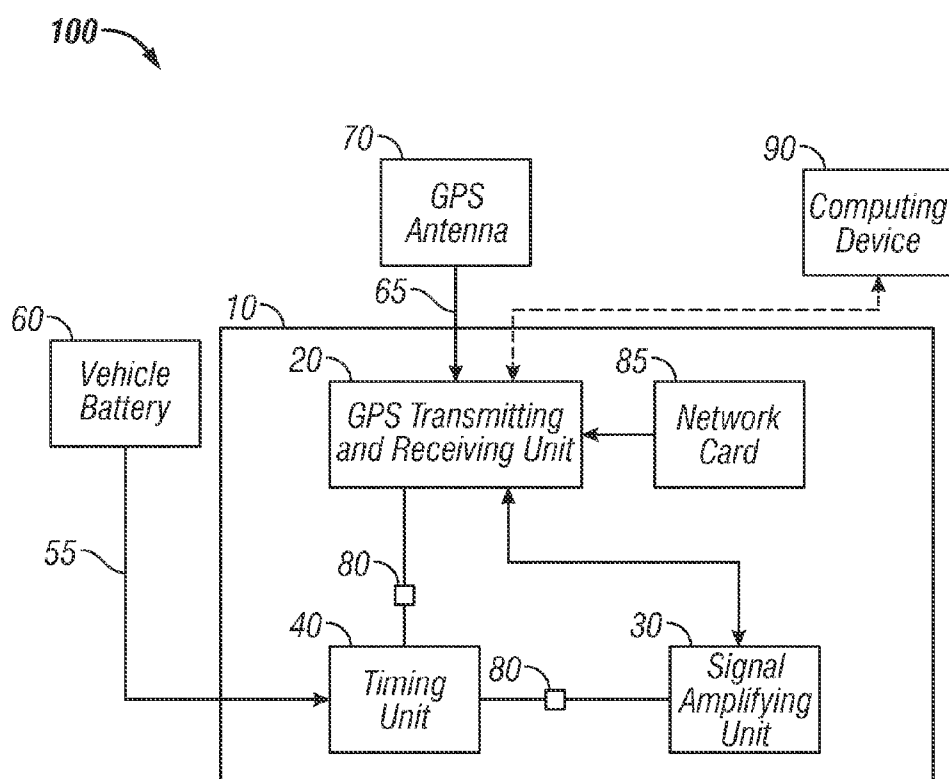 100
70
GPS
Antenna
90
Computing
Device
65
60
Vehicle
Battery
10
20
GPS Transmitting
and Receiving Unit
85
Network
Card
55
80
40
Timing
Unit
80
30
Signal
Amplifying
Unit